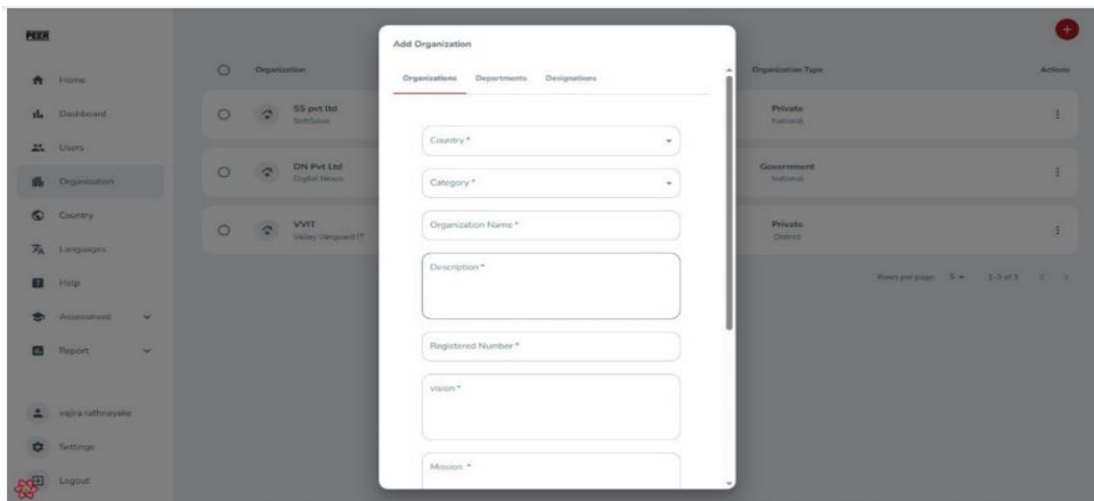 PEER
Home
Dashboard
Users
Organization
Country
Languages
Help
Assessment
Report
vajira rathnayake
Settings
Logout
Organization
Organization Type
Actions
SS pvt ltd
SoftSolve
Private
National
DN Pvt Ltd
Digital Nexus
Government
National
VVIT
Valley Vanguard IT
Private
District
Rows per page: 5
1-3 of 3
Add Organization
Organizations Departments Designations
Country *
Category *
Organization Name *
Description *
Registered Number *
vision *
Mission *